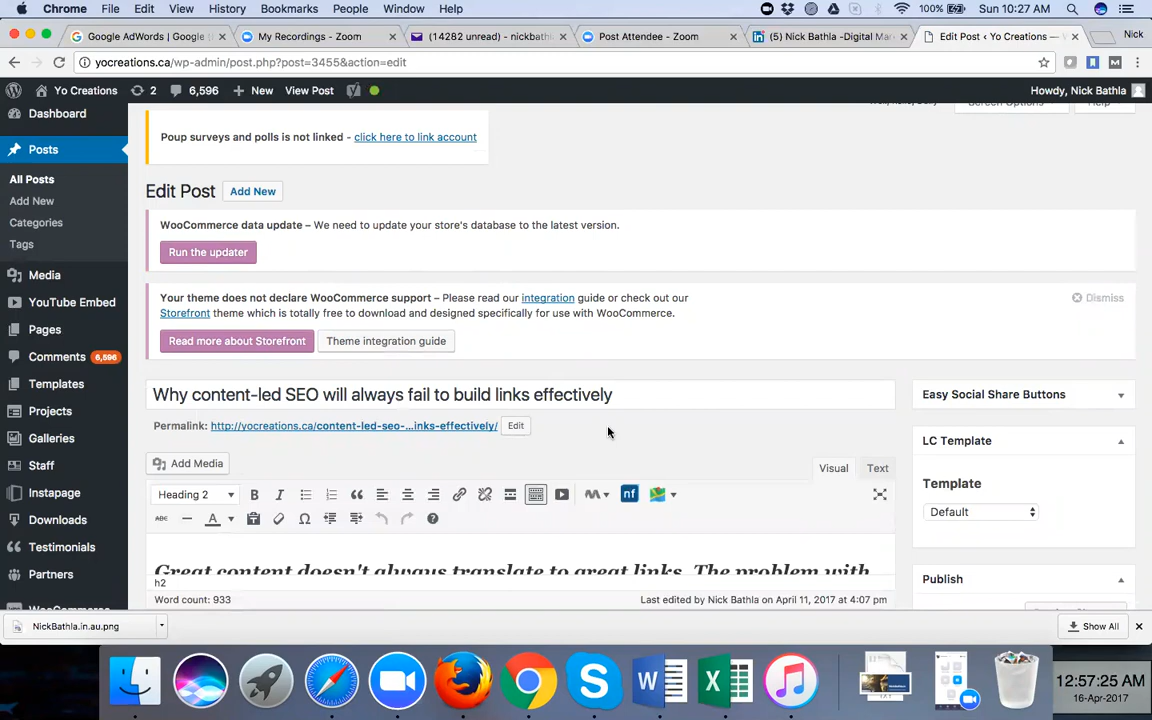 Chrome File Edit View History Bookmarks People Window Help 100% Sun 10:27 AM
Google AdWords | Google
My Recordings - Zoom
(14282 unread) - nickbath
Post Attendee - Zoom
(5) Nick Bathla -Digital Mar
Edit Post ‹ Yo Creations —
Nick
yocreations.ca/wp-admin/post.php?post=3455&action=edit
Yo Creations 2 6,596 New View Post Howdy, Nick Bathla
Dashboard
Posts
All Posts
Add New
Categories
Tags
Media
YouTube Embed
Pages
Comments 6,596
Templates
Projects
Galleries
Staff
Instapage
Downloads
Testimonials
Partners
WooCommerce
Screen Options Help
Poup surveys and polls is not linked - click here to link account
Edit Post Add New
WooCommerce data update – We need to update your store's database to the latest version.
Run the updater
Your theme does not declare WooCommerce support – Please read our integration guide or check out our
Storefront theme which is totally free to download and designed specifically for use with WooCommerce.
Dismiss
Read more about Storefront Theme integration guide
Why content-led SEO will always fail to build links effectively
Permalink: http://yocreations.ca/content-led-seo-...inks-effectively/ Edit
Add Media
Visual Text
Heading 2
ABC
nf
Great content doesn't always translate to great links. The problem with
h2
Word count: 933 Last edited by Nick Bathla on April 11, 2017 at 4:07 pm
Easy Social Share Buttons
LC Template
Template
Default
Publish
NickBathla.in.au.png
Show All
12:57:25 AM
16-Apr-2017